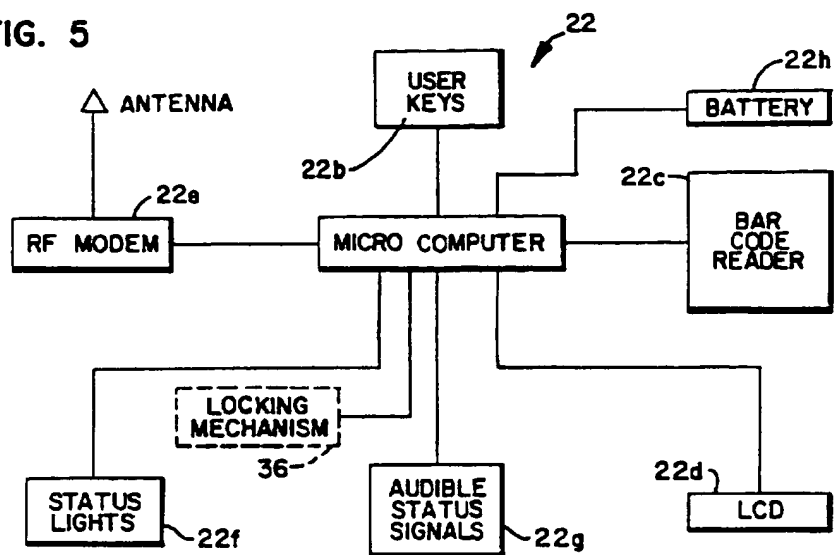 FIG. 5
22
ANTENNA
USER
KEYS
22b
22h
BATTERY
22c
22e
RF MODEM
MICRO COMPUTER
BAR
CODE
READER
LOCKING
MECHANISM
36
STATUS
LIGHTS
22f
AUDIBLE
STATUS
SIGNALS
22g
22d
LCD